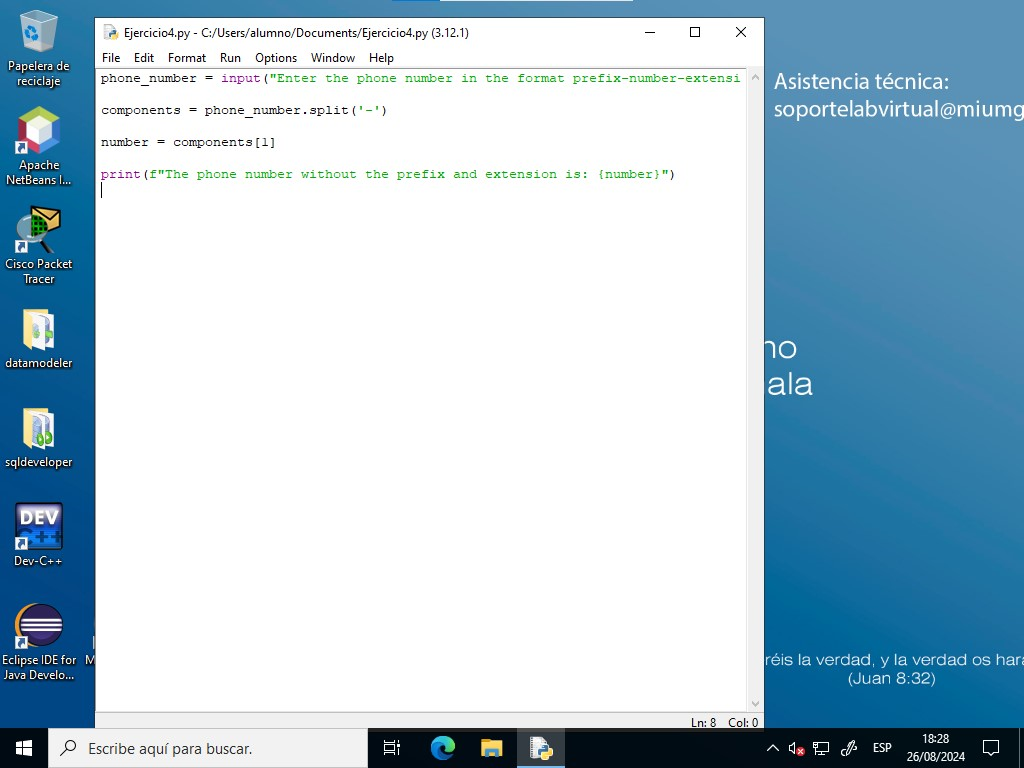 Papelera de
reciclaje
Apache
NetBeans I...
Cisco Packet
Tracer
datamodeler
sqldeveloper
DEV
C++
Dev-C++
Eclipse IDE for
Java Develo...
M
Ejercicio4.py - C:/Users/alumno/Documents/Ejercicio4.py (3.12.1)
File Edit Format Run Options Window Help
phone_number = input("Enter the phone number in the format prefix-number-extensi
components = phone_number.split('-')
number = components[1]
print(f"The phone number without the prefix and extension is: {number}")
Ln: 8 Col: 0
Asistencia técnica:
soportelabvirtual@miumg
no
ala
réis la verdad, y la verdad os hará
(Juan 8:32)
Escribe aquí para buscar.
ESP
18:28
26/08/2024